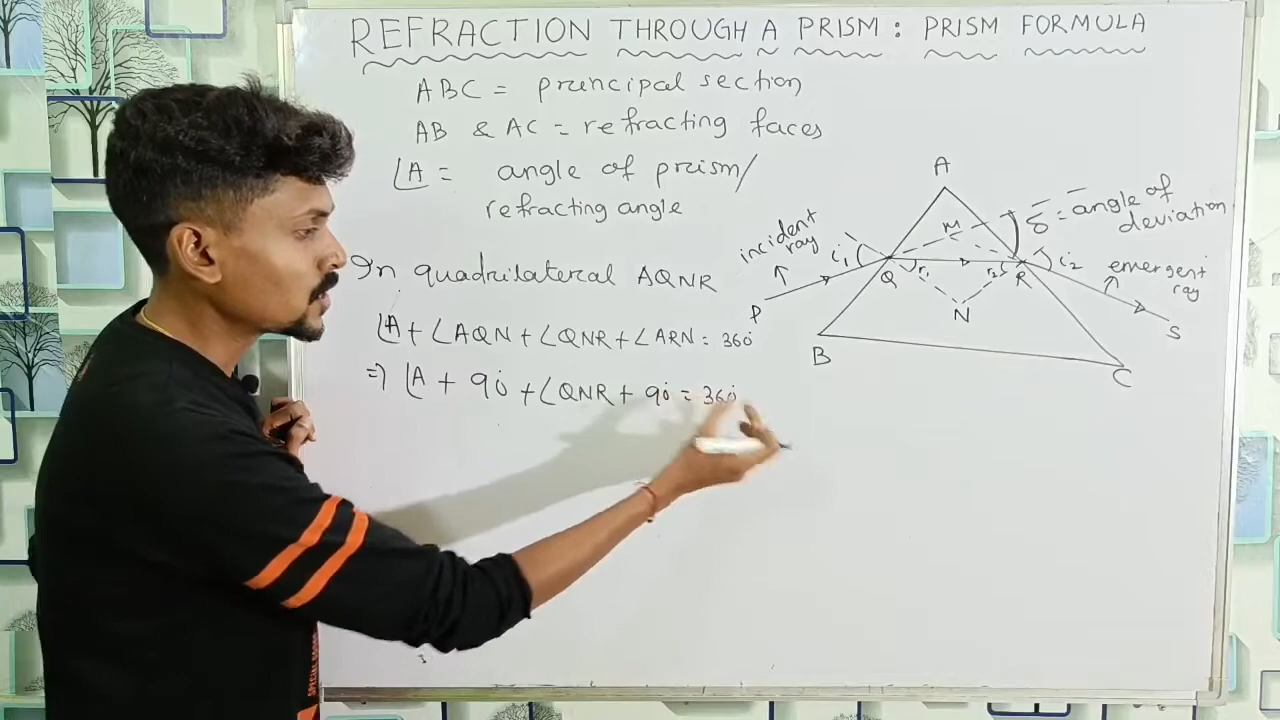 REFRACTION THROUGH A PRISM : PRISM FORMULA
ABC = principal section
AB & AC = refracting faces
∠A = angle of prism/
refracting angle
In quadrilateral AQNR
∠A + ∠AQN + ∠QNR + ∠ARN = 360°
⇒ ∠A + 90° + ∠QNR + 90° = 360°
A
δ = angle of
deviation
M
incident
ray
i₁
Q
r₁
r₂
R
i₂
emergent
ray
P
N
S
B
C